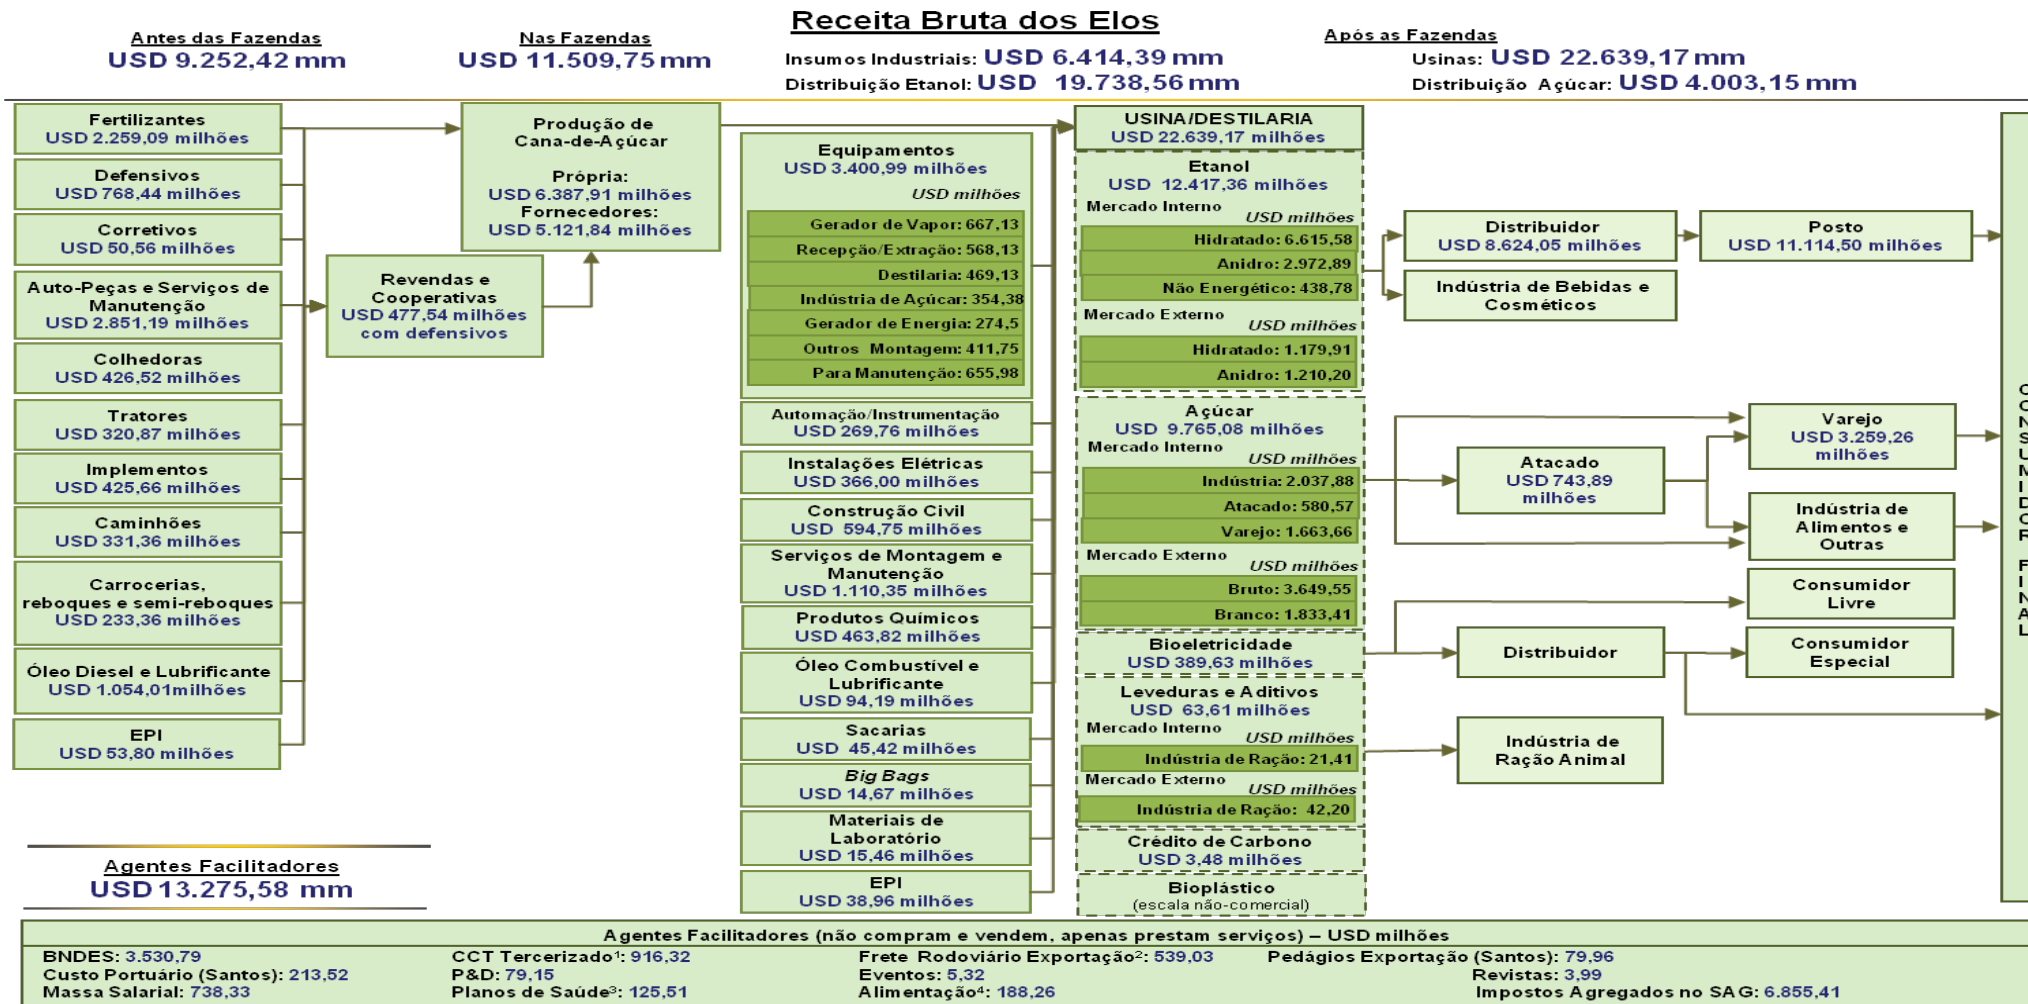 Receita Bruta dos Elos
Antes das Fazendas
USD 9.252,42 mm
Nas Fazendas
USD 11.509,75 mm
Insumos Industriais: USD 6.414,39 mm
Distribuição Etanol: USD 19.738,56 mm
Após as Fazendas
Usinas: USD 22.639,17 mm
Distribuição Açúcar: USD 4.003,15 mm
Fertilizantes
USD 2.259,09 milhões
Defensivos
USD 768,44 milhões
Corretivos
USD 50,56 milhões
Auto-Peças e Serviços de
Manutenção
USD 2.851,19 milhões
Colhedoras
USD 426,52 milhões
Tratores
USD 320,87 milhões
Implementos
USD 425,66 milhões
Caminhões
USD 331,36 milhões
Carrocerias,
reboques e semi-reboques
USD 233,36 milhões
Óleo Diesel e Lubrificante
USD 1.054,01milhões
EPI
USD 53,80 milhões
Revendas e
Cooperativas
USD 477,54 milhões
com defensivos
Produção de
Cana-de-Açúcar
Própria:
USD 6.387,91 milhões
Fornecedores:
USD 5.121,84 milhões
Equipamentos
USD 3.400,99 milhões
USD milhões
Gerador de Vapor: 667,13
Recepção/Extração: 568,13
Destilaria: 469,13
Indústria de Açúcar: 354,38
Gerador de Energia: 274,5
Outros Montagem: 411,75
Para Manutenção: 655,98
Automação/Instrumentação
USD 269,76 milhões
Instalações Elétricas
USD 366,00 milhões
Construção Civil
USD 594,75 milhões
Serviços de Montagem e
Manutenção
USD 1.110,35 milhões
Produtos Químicos
USD 463,82 milhões
Óleo Combustível e
Lubrificante
USD 94,19 milhões
Sacarias
USD 45,42 milhões
Big Bags
USD 14,67 milhões
Materiais de
Laboratório
USD 15,46 milhões
EPI
USD 38,96 milhões
USINA/DESTILARIA
USD 22.639,17 milhões
Etanol
USD 12.417,36 milhões
Mercado Interno
USD milhões
Hidratado: 6.615,58
Anidro: 2.972,89
Não Energético: 438,78
Mercado Externo
USD milhões
Hidratado: 1.179,91
Anidro: 1.210,20
Açúcar
USD 9.765,08 milhões
Mercado Interno
USD milhões
Indústria: 2.037,88
Atacado: 580,57
Varejo: 1.663,66
Mercado Externo
USD milhões
Bruto: 3.649,55
Branco: 1.833,41
Bioeletricidade
USD 389,63 milhões
Leveduras e Aditivos
USD 63,61 milhões
Mercado Interno
USD milhões
Indústria de Ração: 21,41
Mercado Externo
USD milhões
Indústria de Ração: 42,20
Crédito de Carbono
USD 3,48 milhões
Bioplástico
(escala não-comercial)
Distribuidor
USD 8.624,05 milhões
Posto
USD 11.114,50 milhões
Indústria de Bebidas e
Cosméticos
Atacado
USD 743,89
milhões
Varejo
USD 3.259,26
milhões
Indústria de
Alimentos e
Outras
Consumidor
Livre
Distribuidor
Consumidor
Especial
Indústria de
Ração Animal
CONSUMIDOR FINAL
Agentes Facilitadores
USD 13.275,58 mm
Agentes Facilitadores (não compram e vendem, apenas prestam serviços) – USD milhões
BNDES: 3.530,79 CCT Tercerizado¹: 916,32 Frete Rodoviário Exportação²: 539,03 Pedágios Exportação (Santos): 79,96
Custo Portuário (Santos): 213,52 P&D: 79,15 Eventos: 5,32 Revistas: 3,99
Massa Salarial: 738,33 Planos de Saúde³: 125,51 Alimentação⁴: 188,26 Impostos Agregados no SAG: 6.855,41